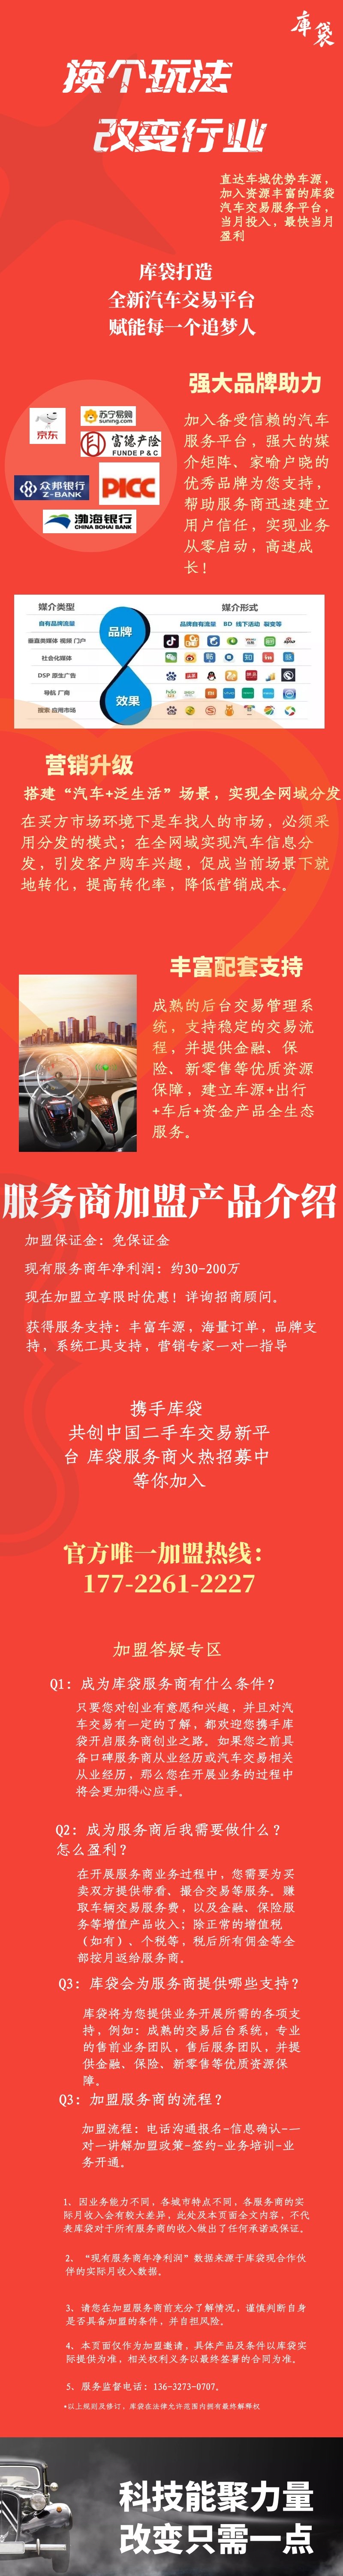 庫袋
换个玩法
改变行业
直达车城优势车源，
加入资源丰富的库袋
汽车交易服务平台，
当月投入，最快当月
盈利
库袋打造
全新汽车交易平台
赋能每一个追梦人
强大品牌助力
京东
苏宁易购
suning.com
富德产险
FUNDE P & C
众邦银行
Z-BANK
PICC
渤海银行
CHINA BOHAI BANK
加入备受信赖的汽车
服务平台，强大的媒
介矩阵、家喻户晓的
优秀品牌为您支持，
帮助服务商迅速建立
用户信任，实现业务
从零启动，高速成
长！
媒介类型
媒介形式
自有品牌流量
品牌
品牌自有流量 BD 线下活动 裂变等
垂直类媒体 视频 门户
社会化媒体
DSP 原生广告
导航 厂商
效果
搜索 应用市场
营销升级
搭建“汽车+泛生活”场景，实现全网域分发
在买方市场环境下是车找人的市场，必须采
用分发的模式；在全网域实现汽车信息分
发，引发客户购车兴趣，促成当前场景下就
地转化，提高转化率，降低营销成本。
丰富配套支持
成熟的后台交易管理系
统，支持稳定的交易流
程，并提供金融、保
险、新零售等优质资源
保障，建立车源+出行
+车后+资金产品全生态
服务。
服务商加盟产品介绍
加盟保证金：免保证金
现有服务商年净利润：约30-200万
现在加盟立享限时优惠！详询招商顾问。
获得服务支持：丰富车源，海量订单，品牌支
持，系统工具支持，营销专家一对一指导
携手库袋
共创中国二手车交易新平
台 库袋服务商火热招募中
等你加入
官方唯一加盟热线：
177-2261-2227
加盟答疑专区
Q1：成为库袋服务商有什么条件？
只要您对创业有意愿和兴趣，并且对汽
车交易有一定的了解，都欢迎您携手库
袋开启服务商创业之路。如果您之前具
备口碑服务商从业经历或汽车交易相关
从业经历，那么您在开展业务的过程中
将会更加得心应手。
Q2：成为服务商后我需要做什么？
怎么盈利？
在开展服务商业务过程中，您需要为买
卖双方提供带看、撮合交易等服务。赚
取车辆交易服务费，以及金融、保险服
务等增值产品收入；除正常的增值税
（如有）、个税等，税后所有佣金等全
部按月返给服务商。
Q3：库袋会为服务商提供哪些支持？
库袋将为您提供业务开展所需的各项支
持，例如：成熟的交易后台系统，专业
的售前业务团队，售后服务团队，并提
供金融、保险、新零售等优质资源保
障。
Q3：加盟服务商的流程？
加盟流程：电话沟通报名-信息确认-一
对一讲解加盟政策-签约-业务培训-业
务开通。
1、因业务能力不同，各城市特点不同，各服务商的实
际月收入会有较大差异，此处及本页面全文内容，不代
表库袋对于所有服务商的收入做出了任何承诺或保证。
2、“现有服务商年净利润”数据来源于库袋现合作伙
伴的实际月收入数据。
3、请您在加盟服务商前充分了解情况，谨慎判断自身
是否具备加盟的条件，并自担风险。
4、本页面仅作为加盟邀请，具体产品及条件以库袋实
际提供为准，相关权利义务以最终签署的合同为准。
5、服务监督电话：136-3273-0707。
*以上规则及修订，库袋在法律允许范围内拥有最终解释权
科技能聚力量
改变只需一点